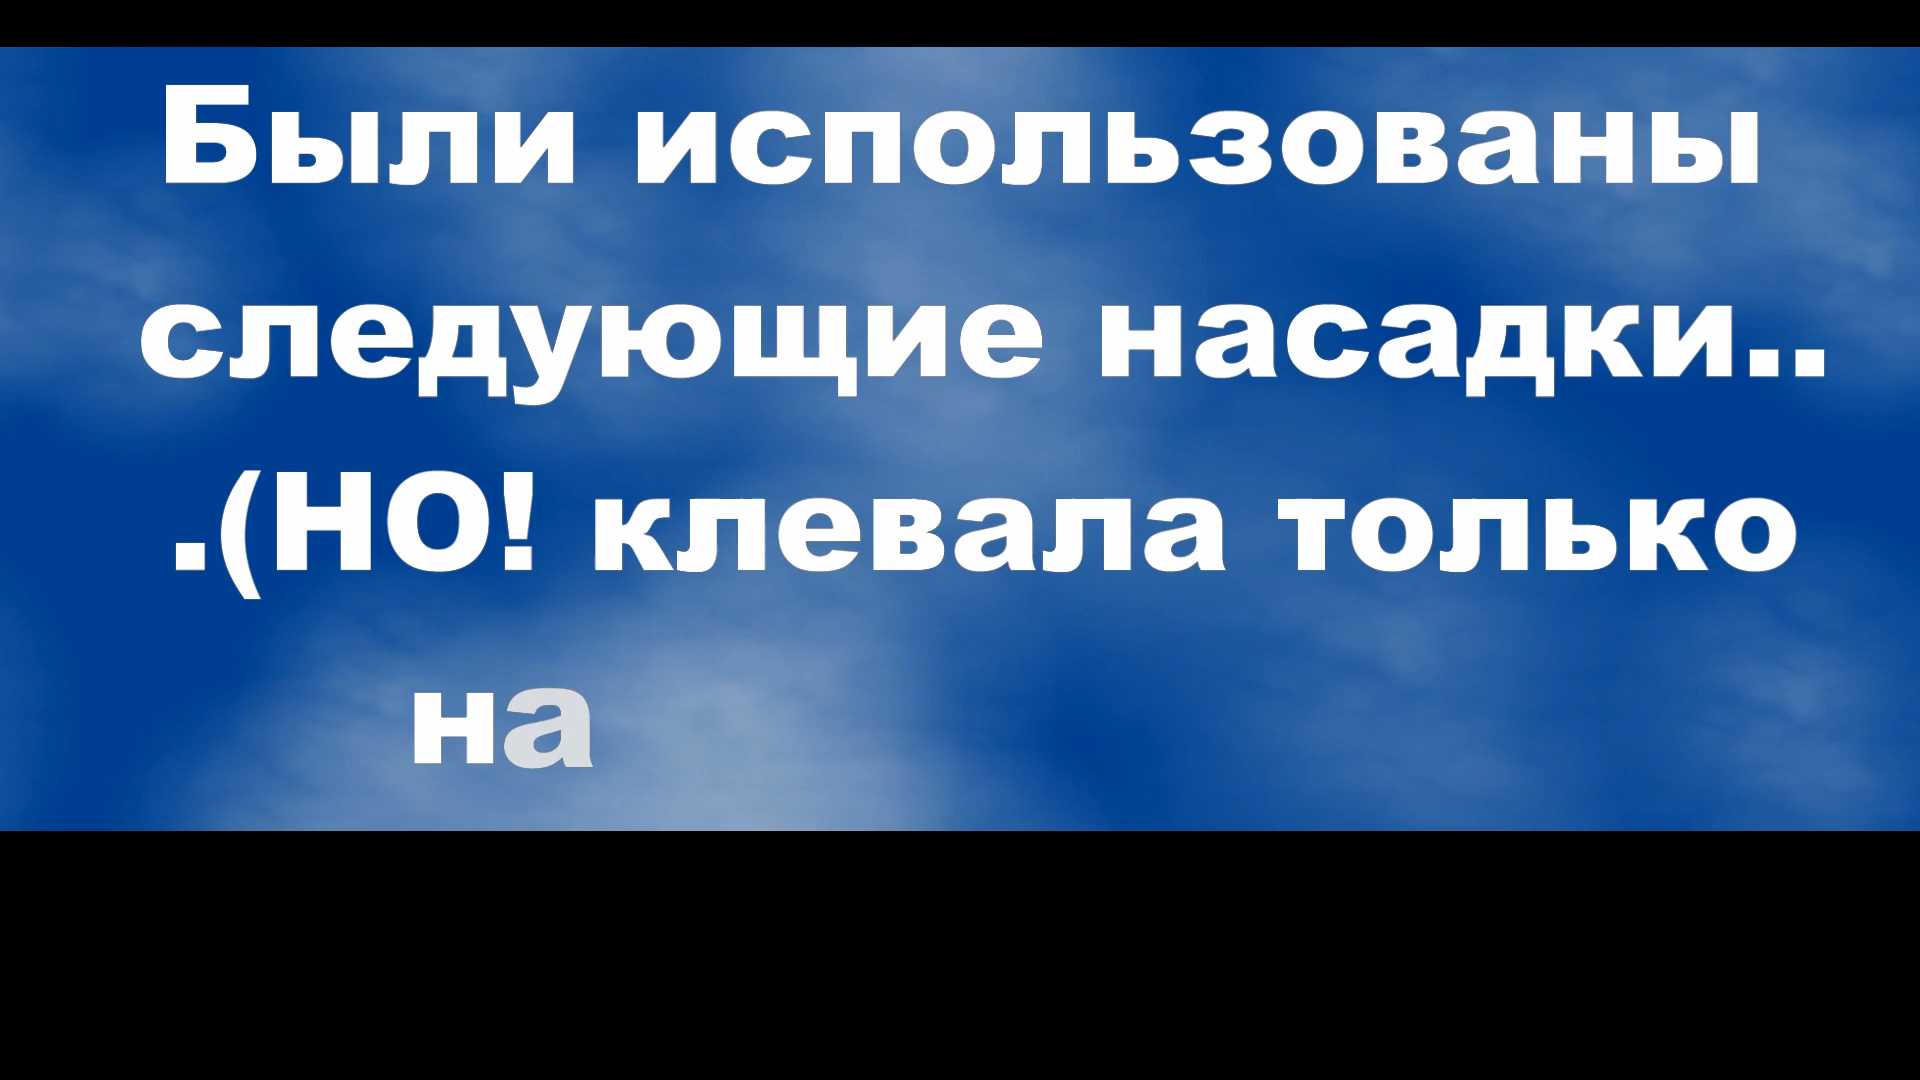 Были использованы
следующие насадки..
.(НО! клевала только
на